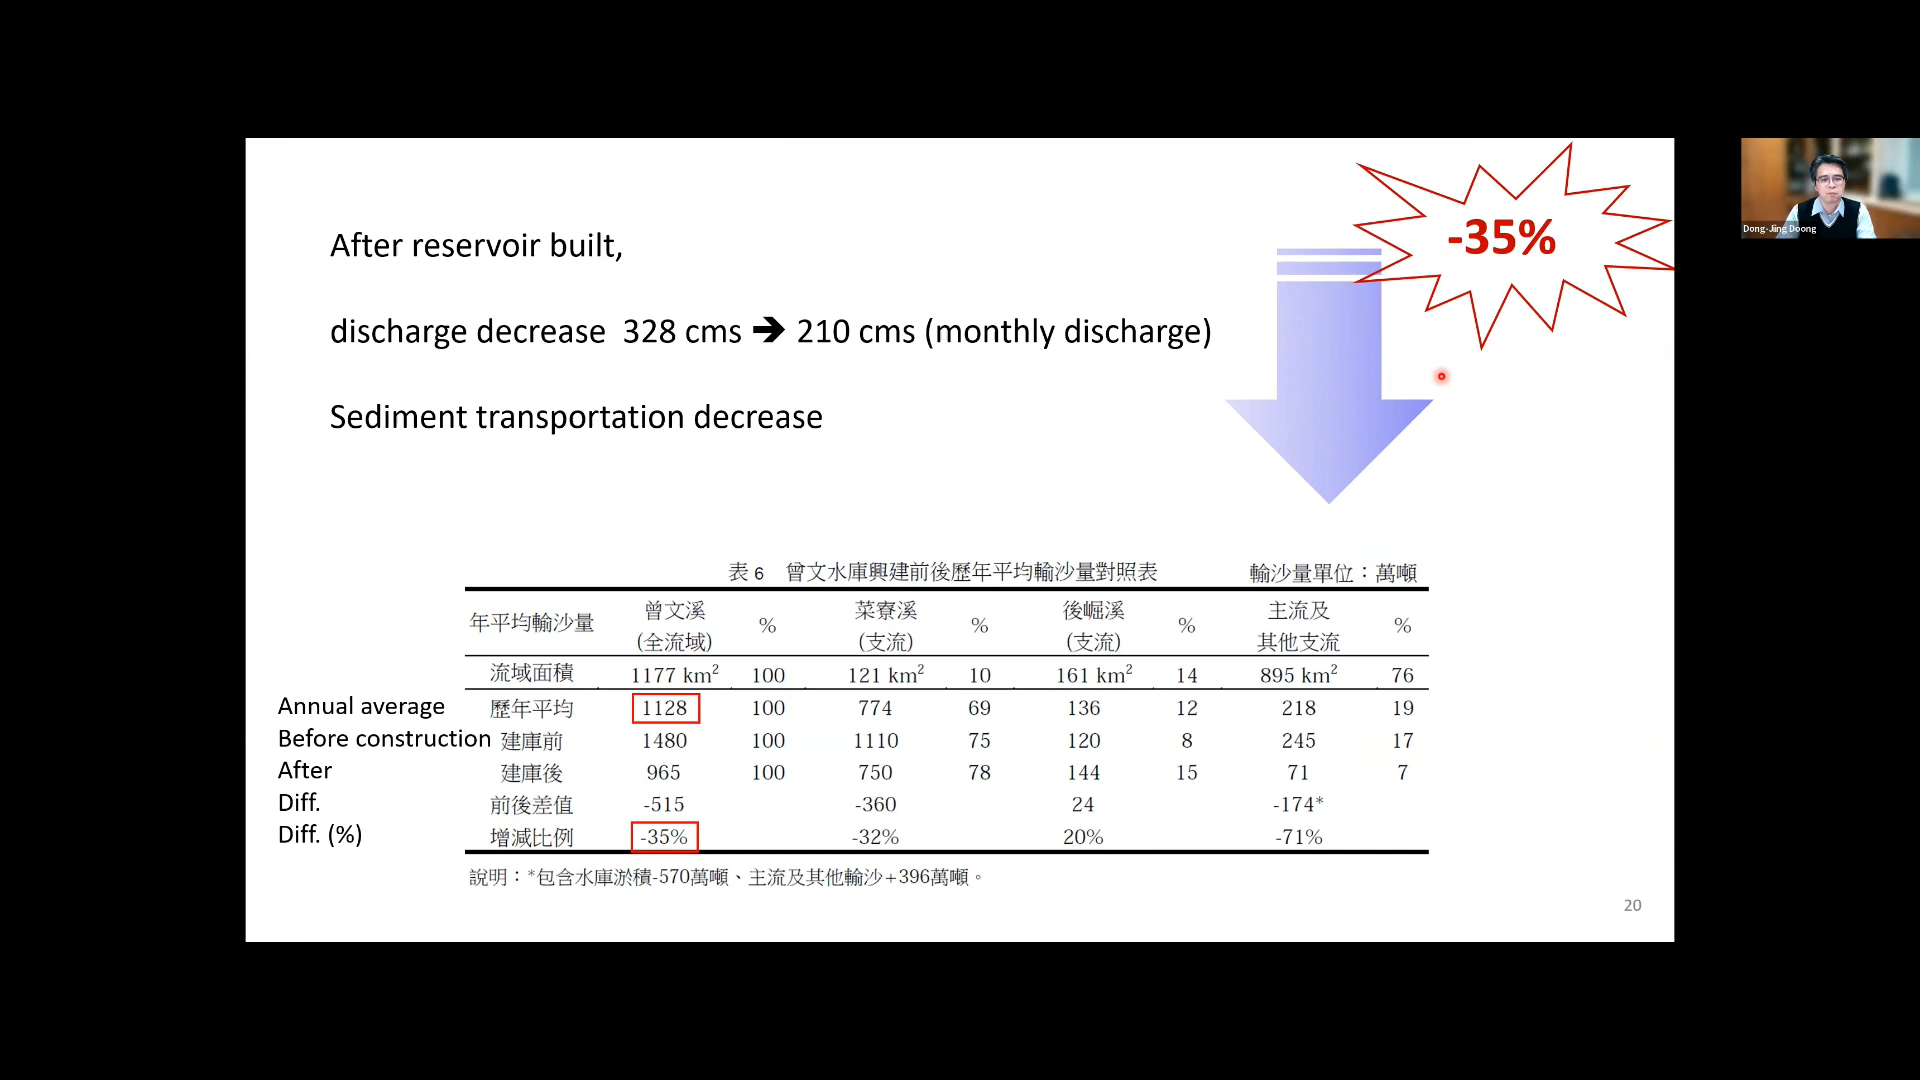 -35%
After reservoir built,
discharge decrease 328 cms ➔ 210 cms (monthly discharge)
Sediment transportation decrease
Dong-Jiing Doong
表 6 曾文水庫興建前後歷年平均輸沙量對照表 輸沙量單位：萬噸
年平均輸沙量 曾文溪 (全流域) % 菜寮溪 (支流) % 後崛溪 (支流) % 主流及 其他支流 %
流域面積 1177 km² 100 121 km² 10 161 km² 14 895 km² 76
Annual average 歷年平均 1128 100 774 69 136 12 218 19
Before construction 建庫前 1480 100 1110 75 120 8 245 17
After 建庫後 965 100 750 78 144 15 71 7
Diff. 前後差值 -515 -360 24 -174*
Diff. (%) 增減比例 -35% -32% 20% -71%
說明：*包含水庫淤積-570萬噸、主流及其他輸沙+396萬噸。
20